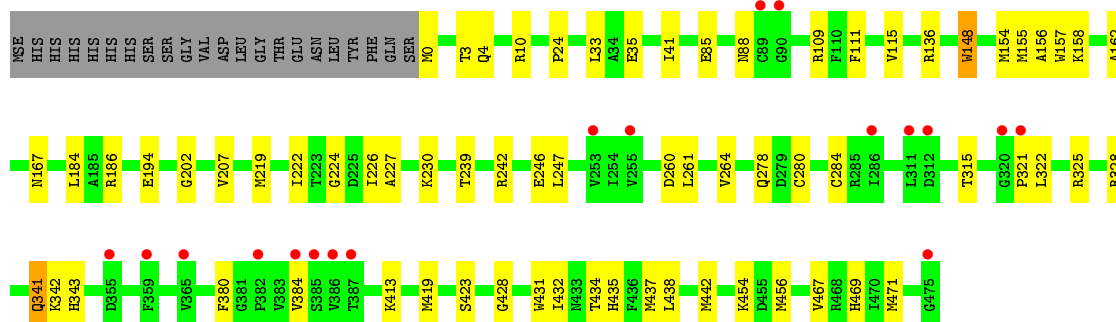 MSE HIS HIS HIS HIS HIS HIS SER SER GLY VAL ASP LEU GLY THR GLU ASN LEU TYR PHE GLN SER M0 T3 Q4 R10 P24 L33 A34 E35 I41 E85 N88 C89 G90 R109 F110 F111 V115 R136 W148 M154 M155 A156 W157 K158 A162
N167 L184 A185 R186 E194 G202 V207 M219 I222 T223 G224 D225 I226 A227 K230 T239 R242 E246 L247 V253 I254 V255 D260 L261 V264 Q278 D279 C280 C284 R285 I286 L311 D312 T315 G320 P321 L322 R325
Q341 K342 H343 D355 F359 V365 F380 G381 P382 V383 V384 S385 V386 T387 K413 M419 S423 G428 W431 I432 N433 T434 H435 F436 M437 L438 M442 K454 D455 M456 V467 R468 H469 I470 M471 G475